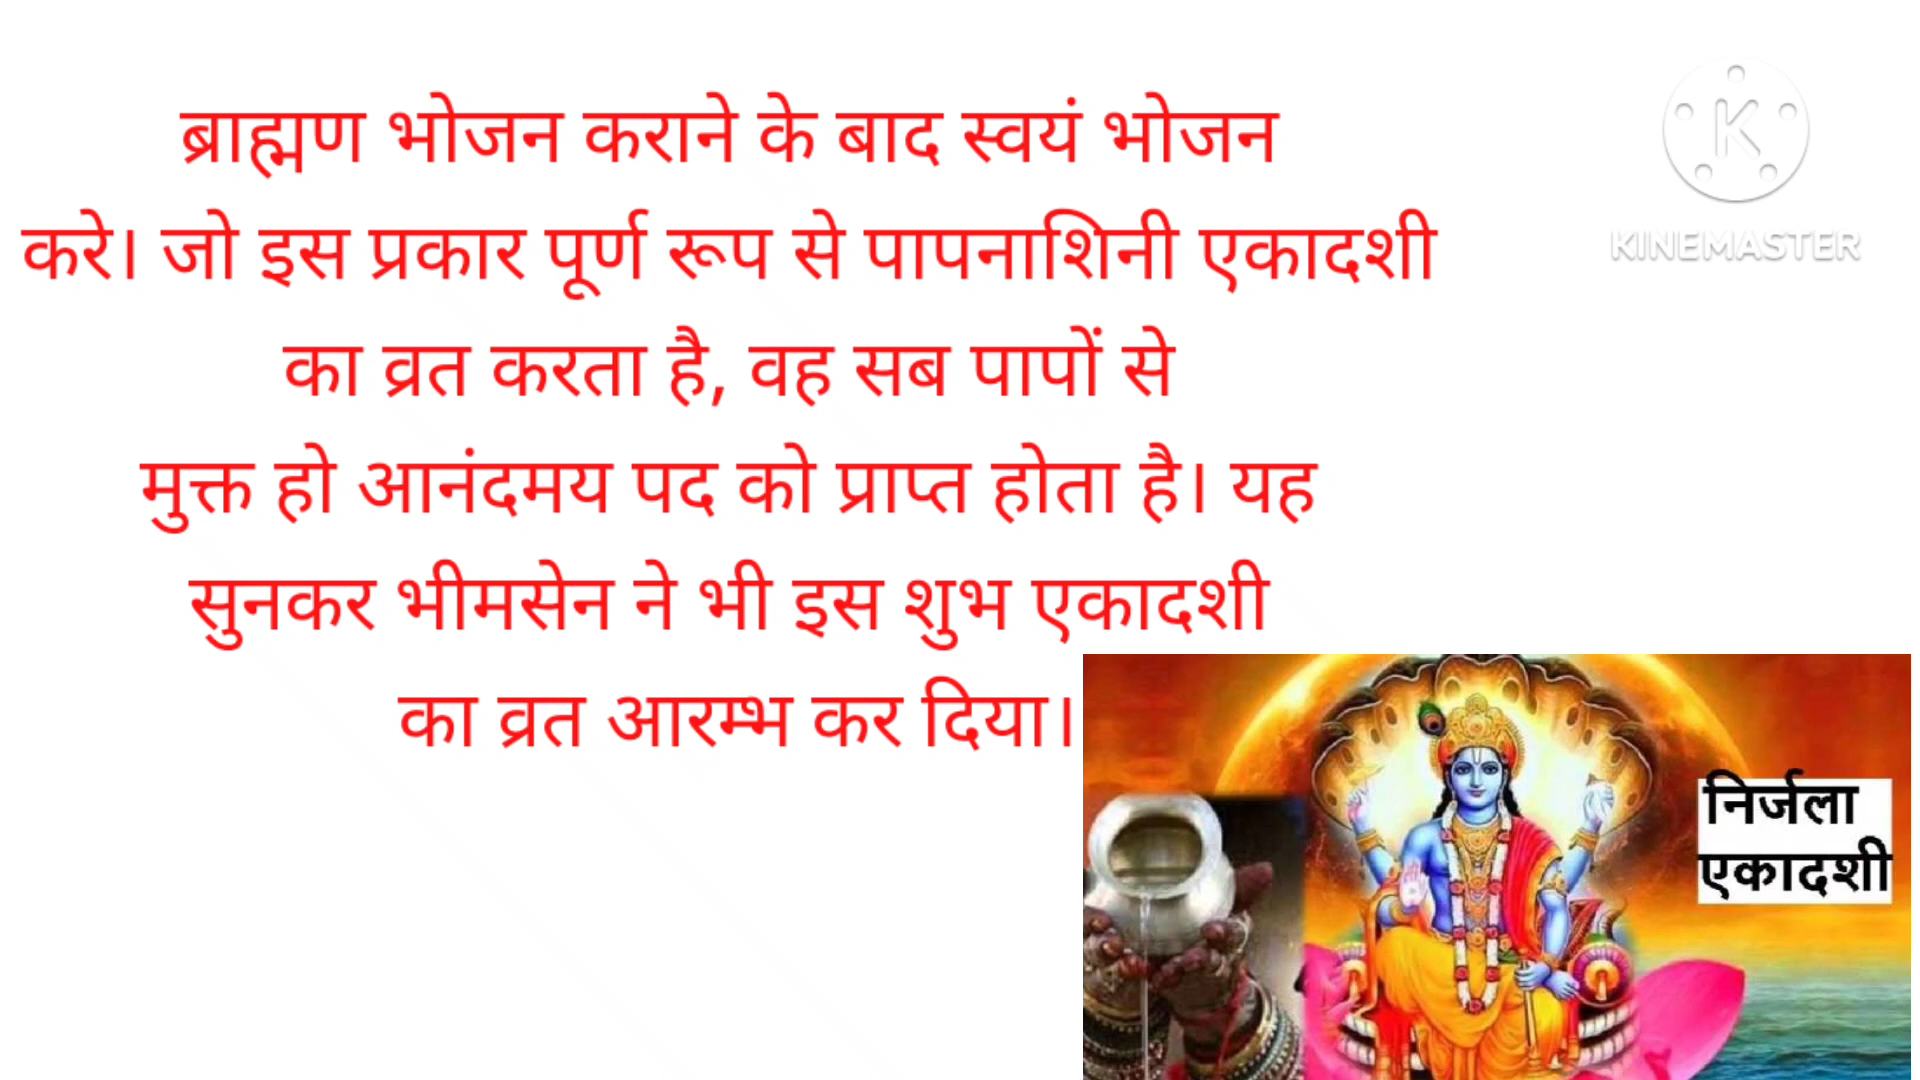 ब्राह्मण भोजन कराने के बाद स्वयं भोजन
करे। जो इस प्रकार पूर्ण रूप से पापनाशिनी एकादशी
का व्रत करता है, वह सब पापों से
मुक्त हो आनंदमय पद को प्राप्त होता है। यह
सुनकर भीमसेन ने भी इस शुभ एकादशी
का व्रत आरम्भ कर दिया।
K
KINEMASTER
निर्जला
एकादशी